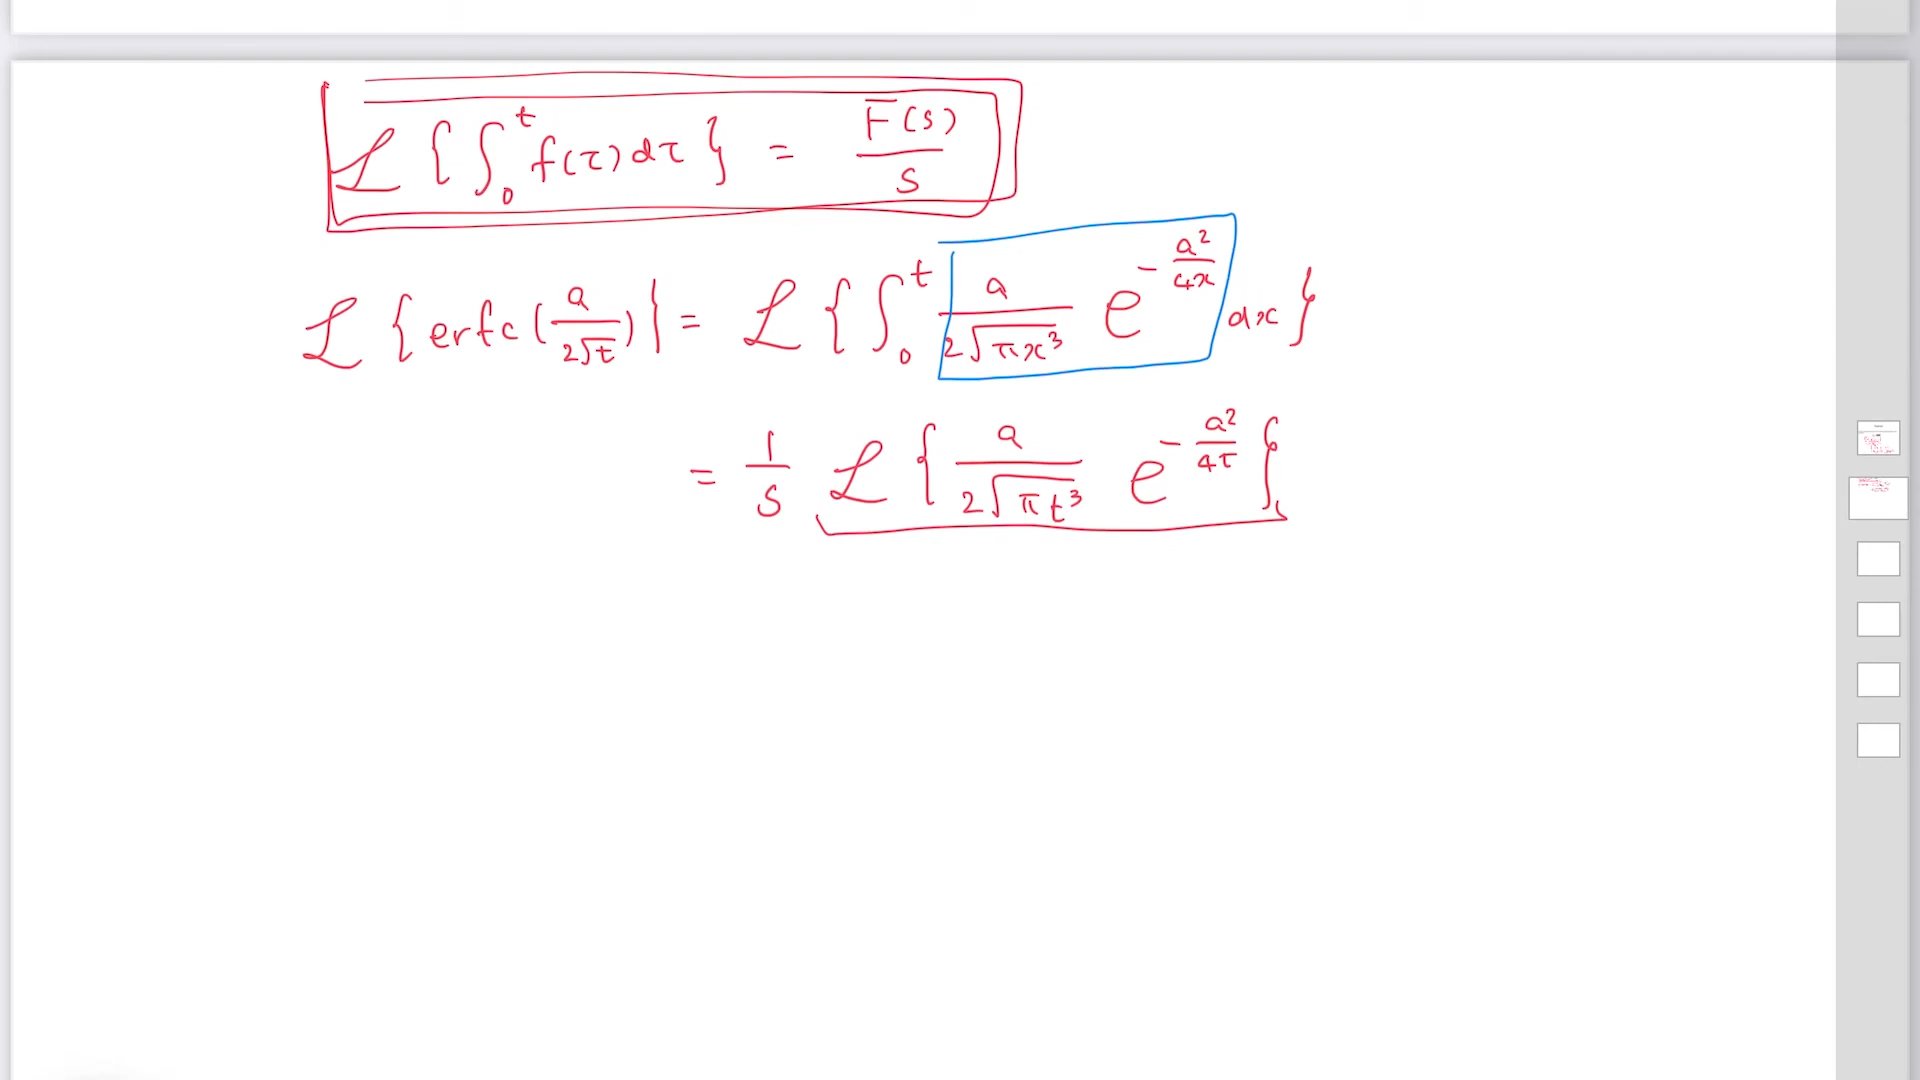 ℒ { ∫₀ᵗ f(τ) dτ } = F̅(s) / s
ℒ { erfc ( a / 2√t ) } = ℒ { ∫₀ᵗ a / 2√(πx³) e^(-a²/4x) dx }
= 1/s ℒ { a / 2√(πt³) e^(-a²/4τ) }